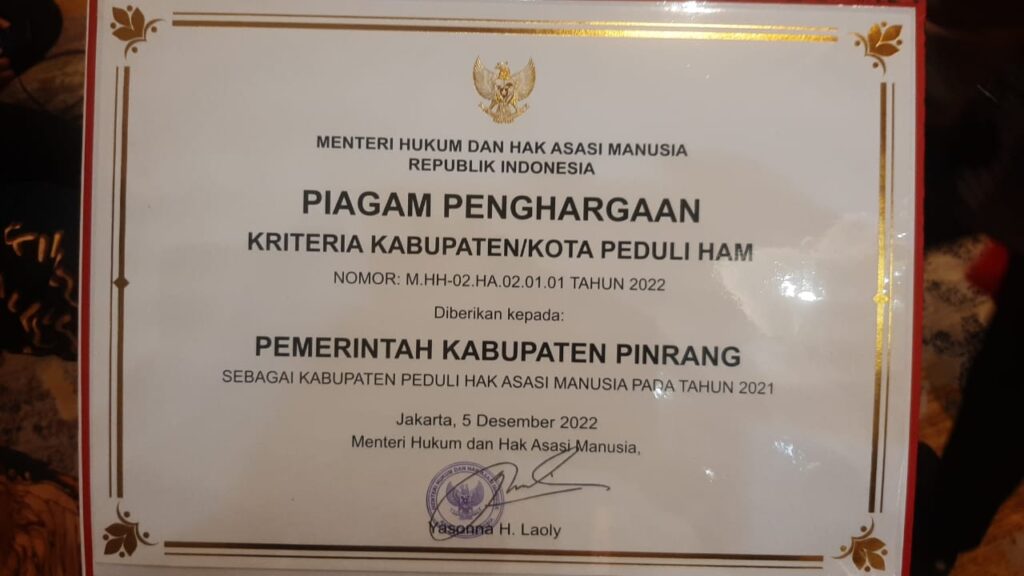 MENTERI HUKUM DAN HAK ASASI MANUSIA
REPUBLIK INDONESIA
PIAGAM PENGHARGAAN
KRITERIA KABUPATEN/KOTA PEDULI HAM
NOMOR: M.HH-02.HA.02.01.01 TAHUN 2022
Diberikan kepada:
PEMERINTAH KABUPATEN PINRANG
SEBAGAI KABUPATEN PEDULI HAK ASASI MANUSIA PADA TAHUN 2021
Jakarta, 5 Desember 2022
Menteri Hukum dan Hak Asasi Manusia,
Yasonna H. Laoly